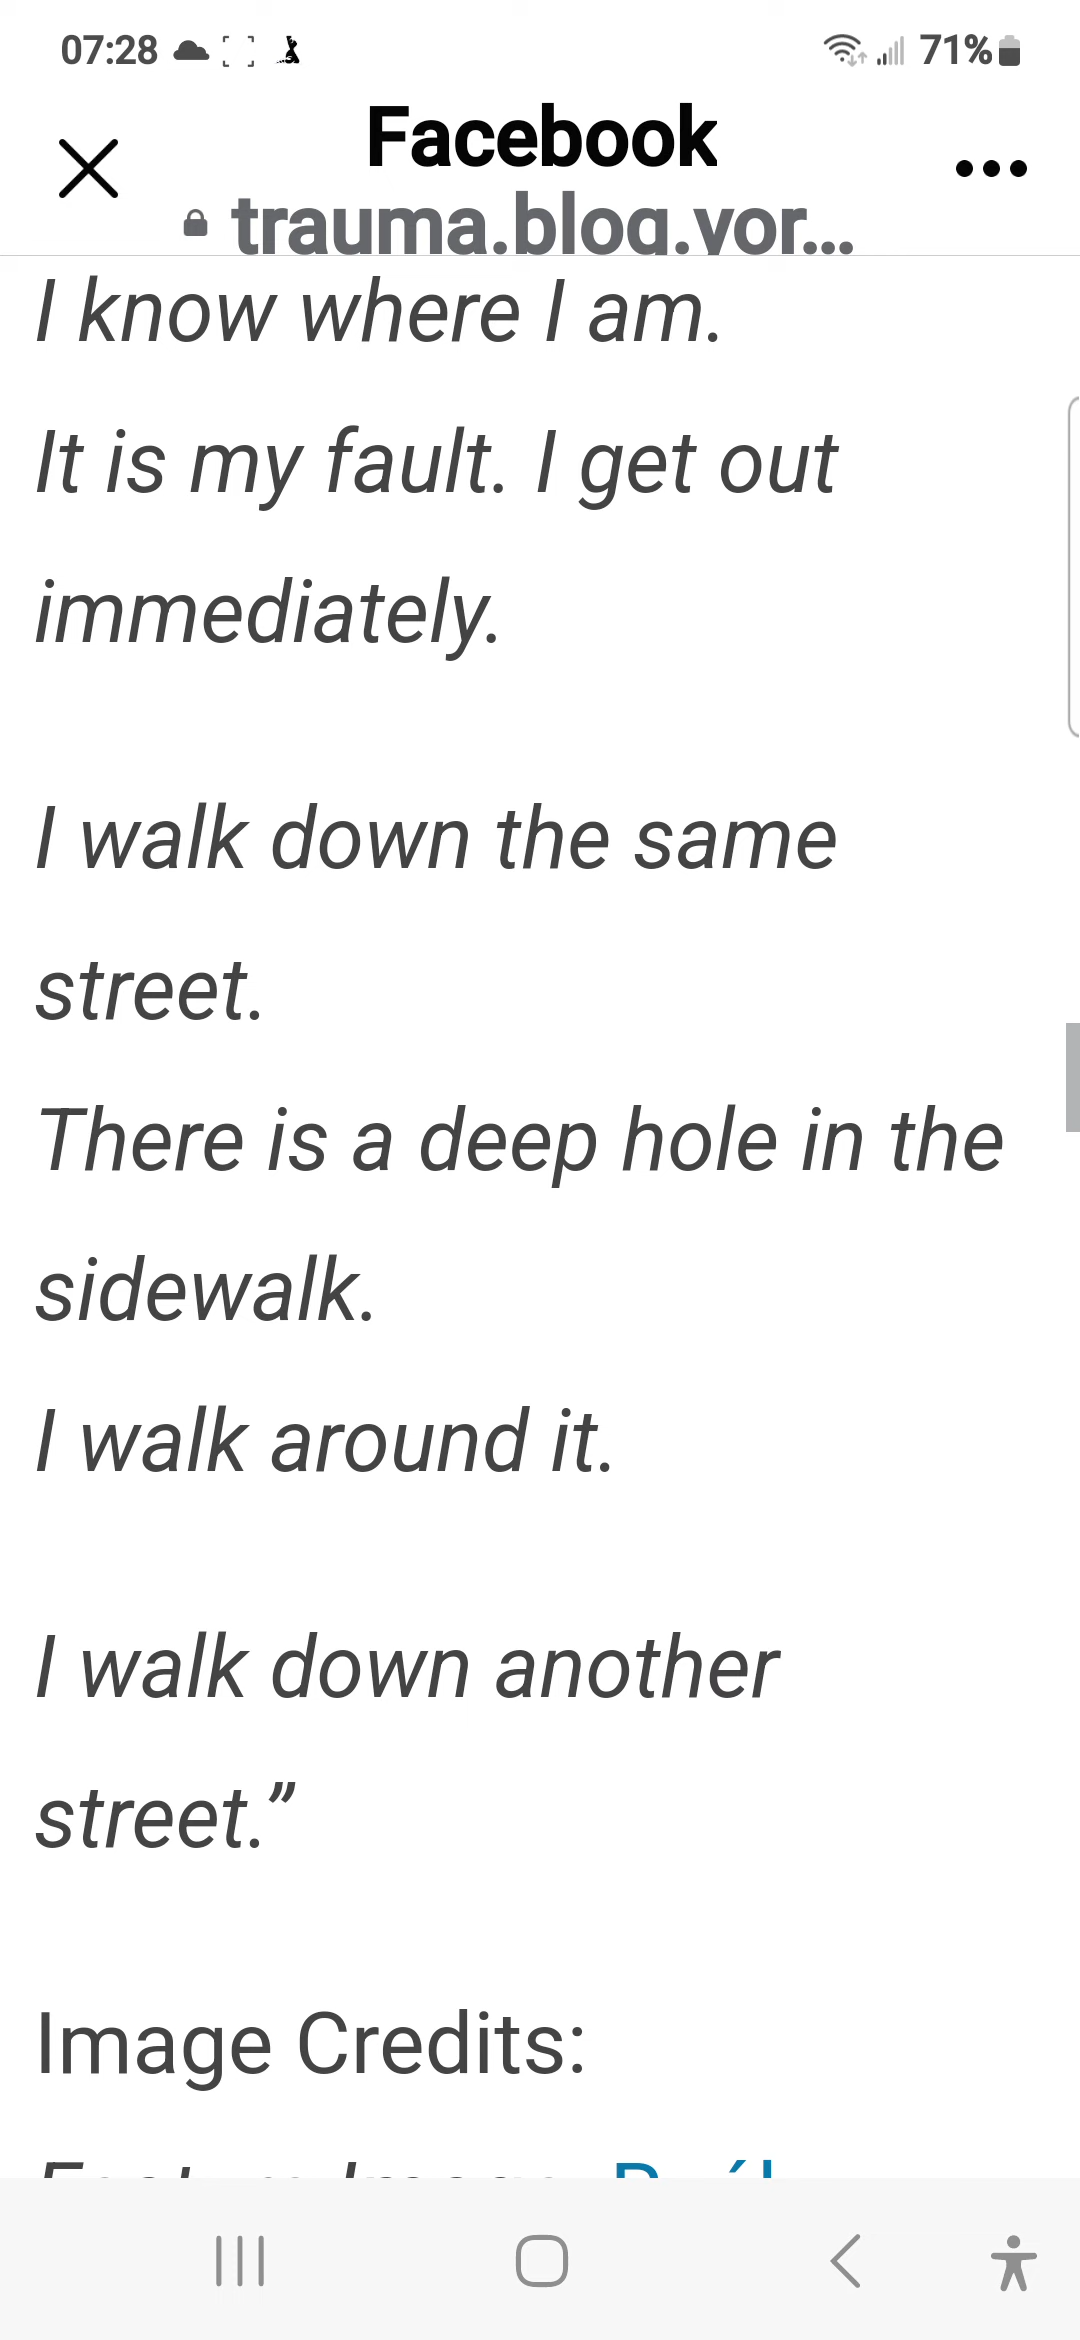 07:28 71%
Facebook
trauma.blog.yor...
I know where I am.
It is my fault. I get out
immediately.
I walk down the same
street.
There is a deep hole in the
sidewalk.
I walk around it.
I walk down another
street.”
Image Credits: